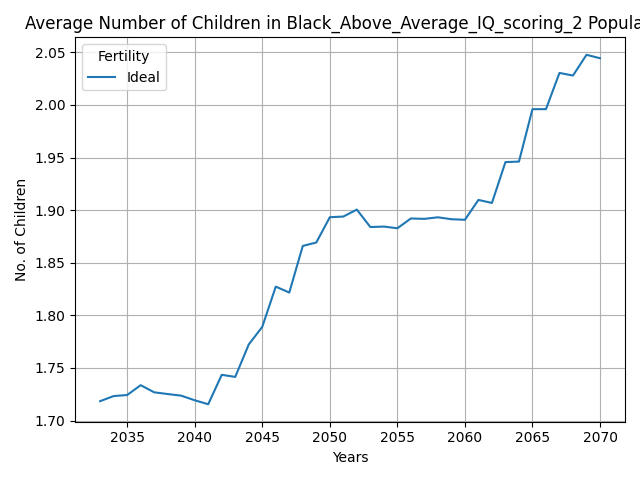 Average Number of Children in Black_Above_Average_IQ_scoring_2 Popula
Fertility
Ideal
No. of Children
2.05
2.00
1.95
1.90
1.85
1.80
1.75
1.70
2035 2040 2045 2050 2055 2060 2065 2070
Years